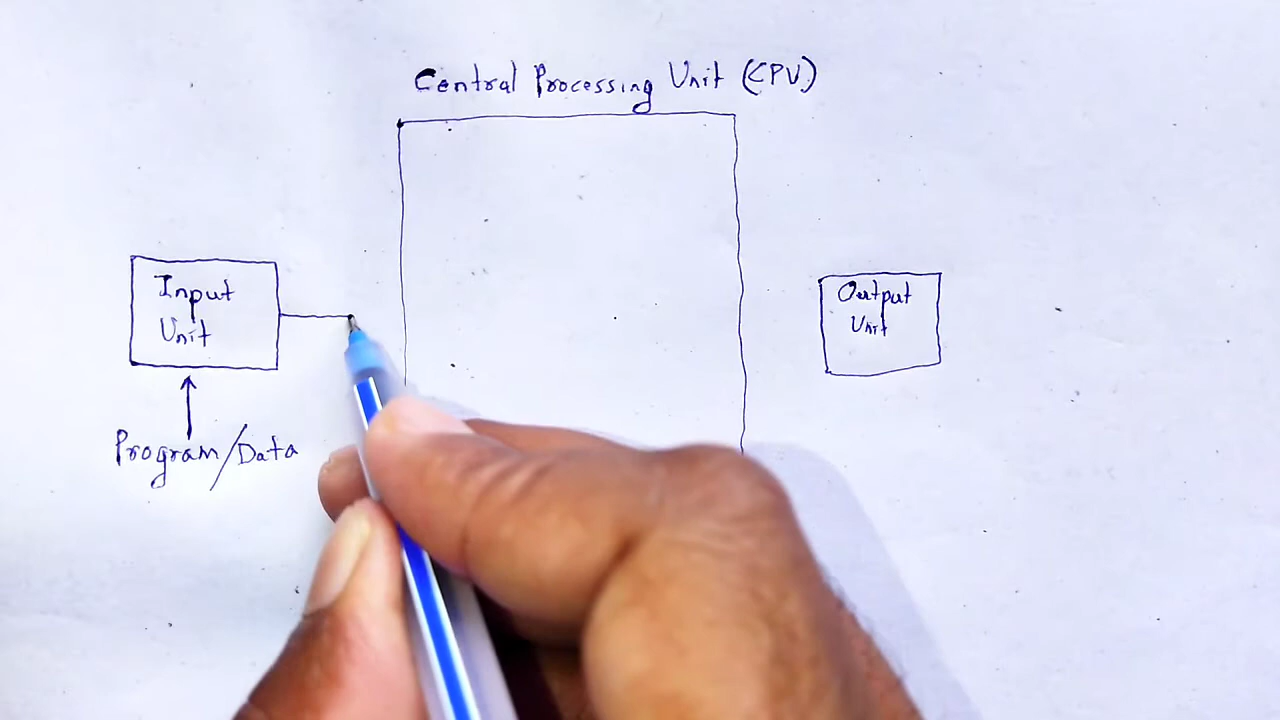 Central Processing Unit (CPU)
Input
Unit
Output
Unit
Program/Data